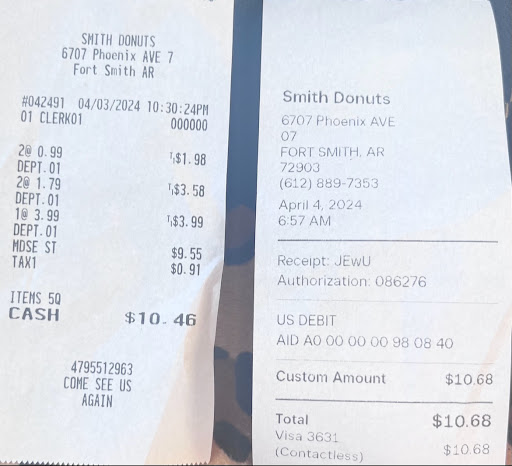 SMITH DONUTS
6707 Phoenix AVE 7
Fort Smith AR
#042491 04/03/2024 10:30:24PM
01 CLERK01 000000
2@ 0.99
DEPT.01 T₁$1.98
2@ 1.79
DEPT.01 T₁$3.58
1@ 3.99
DEPT.01 T₁$3.99
MDSE ST $9.55
TAX1 $0.91
ITEMS 5Q
CASH $10.46
4795512963
COME SEE US
AGAIN
Smith Donuts
6707 Phoenix AVE
07
FORT SMITH, AR
72903
(612) 889-7353
April 4, 2024
6:57 AM
Receipt: JEwU
Authorization: 086276
US DEBIT
AID A0 00 00 00 98 08 40
Custom Amount $10.68
Total $10.68
Visa 3631
(Contactless) $10.68